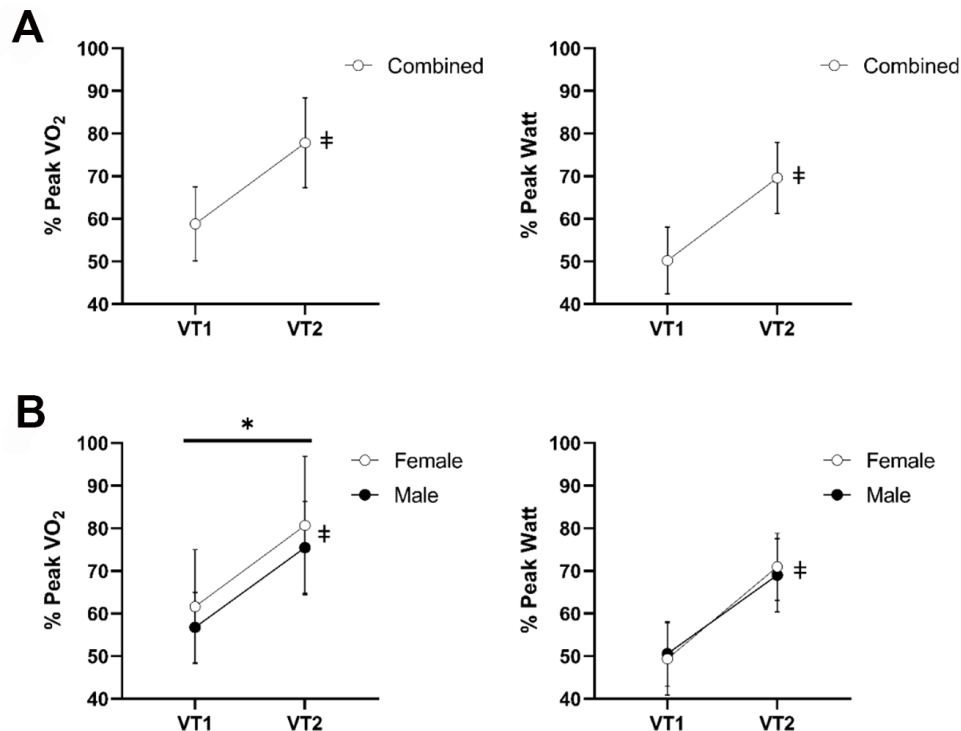 A
100
90
80
70
60
50
40
% Peak VO2
VT1
VT2
Combined
ǂ
100
90
80
70
60
50
40
% Peak Watt
VT1
VT2
Combined
ǂ
B
*
100
90
80
70
60
50
40
% Peak VO2
VT1
VT2
Female
Male
ǂ
100
90
80
70
60
50
40
% Peak Watt
VT1
VT2
Female
Male
ǂ